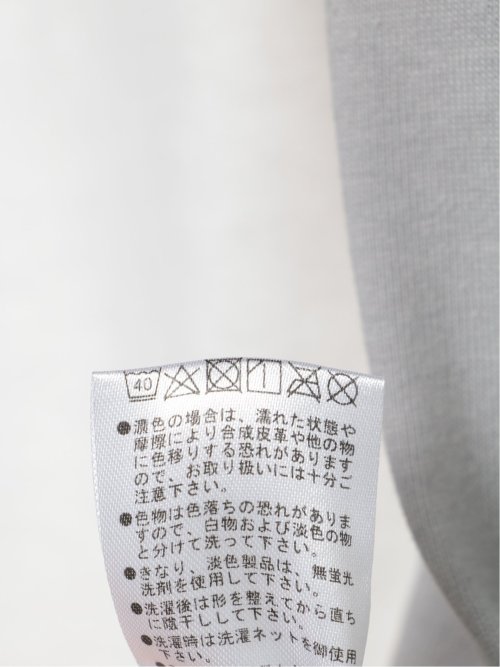 40
●濃色の場合は、濡れた状態や
摩擦により合成皮革や他の物
に色移りする恐れがあります
ので、お取り扱いには十分ご
注意下さい。
●色物は色落ちの恐れがありま
すので、白物および淡色の物
と分けて洗って下さい。
●きなり、淡色製品は、無蛍光
洗剤を使用して下さい。
●洗濯後は形を整えてから直ち
に陰干しして下さい。
●洗濯時は洗濯ネットを御使用
下さい。